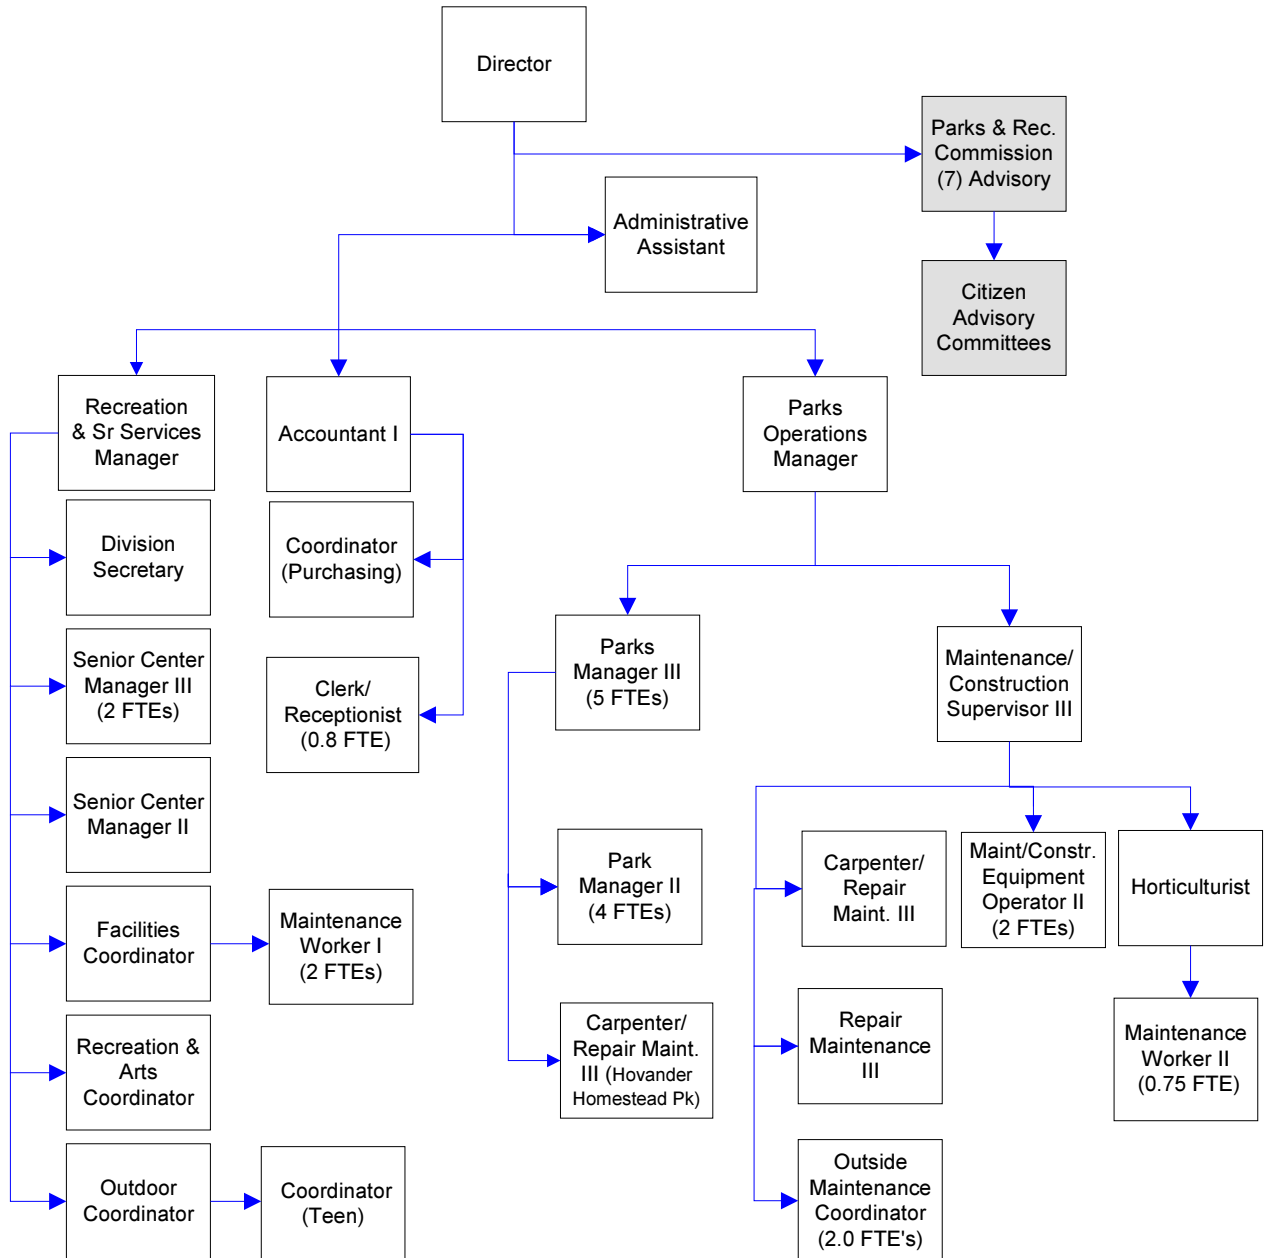 Director
Parks & Rec.
Commission
(7) Advisory
Administrative
Assistant
Citizen
Advisory
Committees
Recreation
& Sr Services
Manager
Accountant I
Parks
Operations
Manager
Division
Secretary
Coordinator
(Purchasing)
Senior Center
Manager III
(2 FTEs)
Clerk/
Receptionist
(0.8 FTE)
Parks
Manager III
(5 FTEs)
Maintenance/
Construction
Supervisor III
Senior Center
Manager II
Park
Manager II
(4 FTEs)
Carpenter/
Repair
Maint. III
Maint/Constr.
Equipment
Operator II
(2 FTEs)
Horticulturist
Facilities
Coordinator
Maintenance
Worker I
(2 FTEs)
Recreation &
Arts
Coordinator
Carpenter/
Repair Maint.
III (Hovander
Homestead Pk)
Repair
Maintenance
III
Maintenance
Worker II
(0.75 FTE)
Outdoor
Coordinator
Coordinator
(Teen)
Outside
Maintenance
Coordinator
(2.0 FTE's)